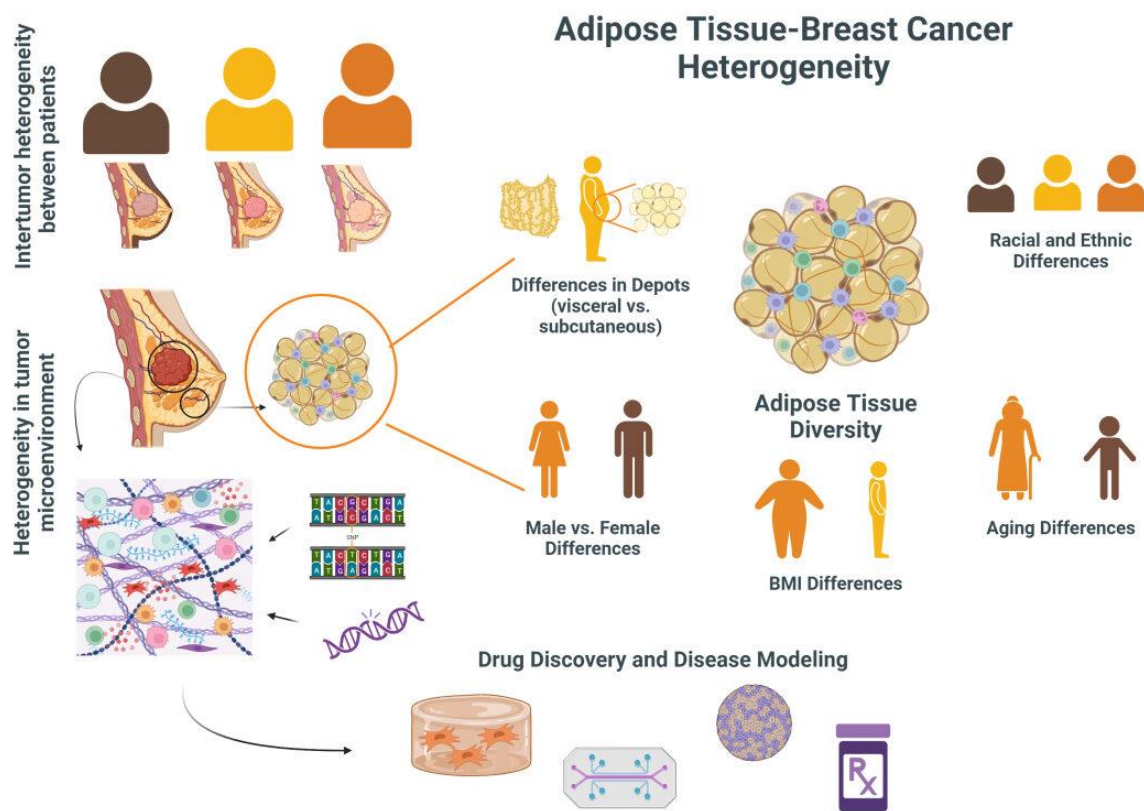 Adipose Tissue-Breast Cancer
Heterogeneity
Intertumor heterogeneity
between patients
Racial and Ethnic
Differences
Differences in Depots
(visceral vs.
subcutaneous)
Heterogeneity in tumor
microenvironment
Adipose Tissue
Diversity
Male vs. Female
Differences
BMI Differences
Aging Differences
T A C G C T G A
A T G C G A C T
SNP
T A C T C T G A
A T G A G A C T
Drug Discovery and Disease Modeling
Rx